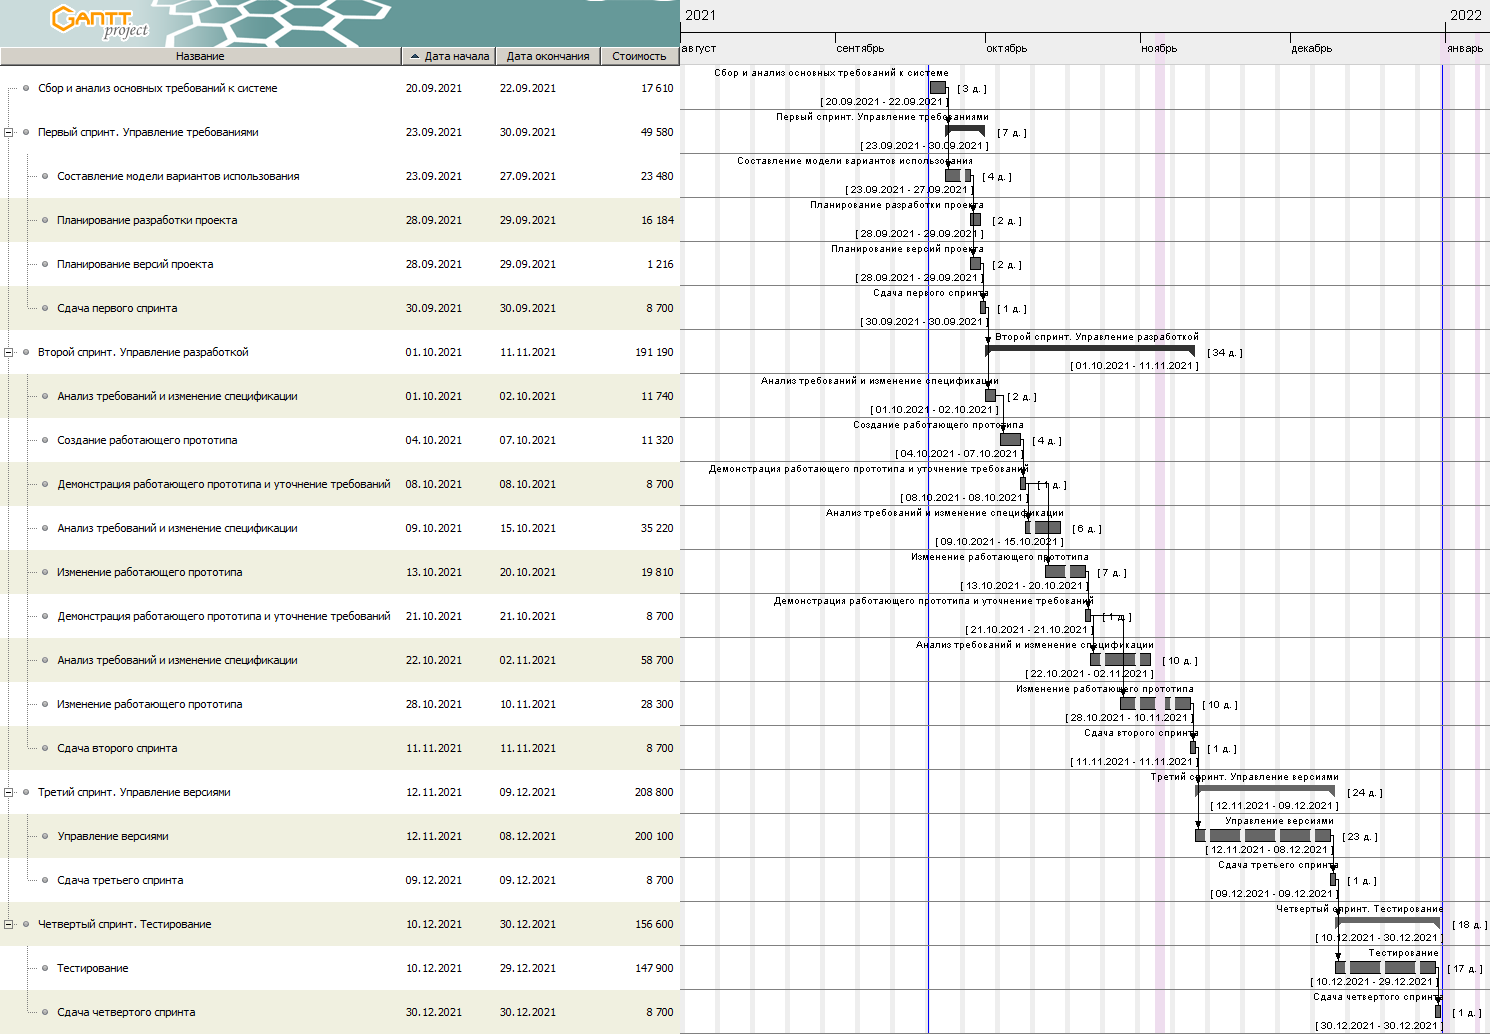 GANTT
project
2021
2022
август
сентябрь
октябрь
ноябрь
декабрь
январь
Название
Дата начала
Дата окончания
Стоимость
Сбор и анализ основных требований к системе 20.09.2021 22.09.2021 17 610
Сбор и анализ основных требований к системе
[ 3 д. ]
[ 20.09.2021 - 22.09.2021 ]
Первый спринт. Управление требованиями 23.09.2021 30.09.2021 49 580
Первый спринт. Управление требованиями
[ 7 д. ]
[ 23.09.2021 - 30.09.2021 ]
Составление модели вариантов использования 23.09.2021 27.09.2021 23 480
Составление модели вариантов использования
[ 4 д. ]
[ 23.09.2021 - 27.09.2021 ]
Планирование разработки проекта 28.09.2021 29.09.2021 16 184
Планирование разработки проекта
[ 2 д. ]
[ 28.09.2021 - 29.09.2021 ]
Планирование версий проекта 28.09.2021 29.09.2021 1 216
Планирование версий проекта
[ 2 д. ]
[ 28.09.2021 - 29.09.2021 ]
Сдача первого спринта 30.09.2021 30.09.2021 8 700
Сдача первого спринта
[ 1 д. ]
[ 30.09.2021 - 30.09.2021 ]
Второй спринт. Управление разработкой 01.10.2021 11.11.2021 191 190
Второй спринт. Управление разработкой
[ 34 д. ]
[ 01.10.2021 - 11.11.2021 ]
Анализ требований и изменение спецификации 01.10.2021 02.10.2021 11 740
Анализ требований и изменение спецификации
[ 2 д. ]
[ 01.10.2021 - 02.10.2021 ]
Создание работающего прототипа 04.10.2021 07.10.2021 11 320
Создание работающего прототипа
[ 4 д. ]
[ 04.10.2021 - 07.10.2021 ]
Демонстрация работающего прототипа и уточнение требований 08.10.2021 08.10.2021 8 700
Демонстрация работающего прототипа и уточнение требований
[ 1 д. ]
[ 08.10.2021 - 08.10.2021 ]
Анализ требований и изменение спецификации 09.10.2021 15.10.2021 35 220
Анализ требований и изменение спецификации
[ 6 д. ]
[ 09.10.2021 - 15.10.2021 ]
Изменение работающего прототипа 13.10.2021 20.10.2021 19 810
Изменение работающего прототипа
[ 7 д. ]
[ 13.10.2021 - 20.10.2021 ]
Демонстрация работающего прототипа и уточнение требований 21.10.2021 21.10.2021 8 700
Демонстрация работающего прототипа и уточнение требований
[ 1 д. ]
[ 21.10.2021 - 21.10.2021 ]
Анализ требований и изменение спецификации 22.10.2021 02.11.2021 58 700
Анализ требований и изменение спецификации
[ 10 д. ]
[ 22.10.2021 - 02.11.2021 ]
Изменение работающего прототипа 28.10.2021 10.11.2021 28 300
Изменение работающего прототипа
[ 10 д. ]
[ 28.10.2021 - 10.11.2021 ]
Сдача второго спринта 11.11.2021 11.11.2021 8 700
Сдача второго спринта
[ 1 д. ]
[ 11.11.2021 - 11.11.2021 ]
Третий спринт. Управление версиями 12.11.2021 09.12.2021 208 800
Третий спринт. Управление версиями
[ 24 д. ]
[ 12.11.2021 - 09.12.2021 ]
Управление версиями 12.11.2021 08.12.2021 200 100
Управление версиями
[ 23 д. ]
[ 12.11.2021 - 08.12.2021 ]
Сдача третьего спринта 09.12.2021 09.12.2021 8 700
Сдача третьего спринта
[ 1 д. ]
[ 09.12.2021 - 09.12.2021 ]
Четвертый спринт. Тестирование 10.12.2021 30.12.2021 156 600
Четвертый спринт. Тестирование
[ 18 д. ]
[ 10.12.2021 - 30.12.2021 ]
Тестирование 10.12.2021 29.12.2021 147 900
Тестирование
[ 17 д. ]
[ 10.12.2021 - 29.12.2021 ]
Сдача четвертого спринта 30.12.2021 30.12.2021 8 700
Сдача четвертого спринта
[ 1 д. ]
[ 30.12.2021 - 30.12.2021 ]